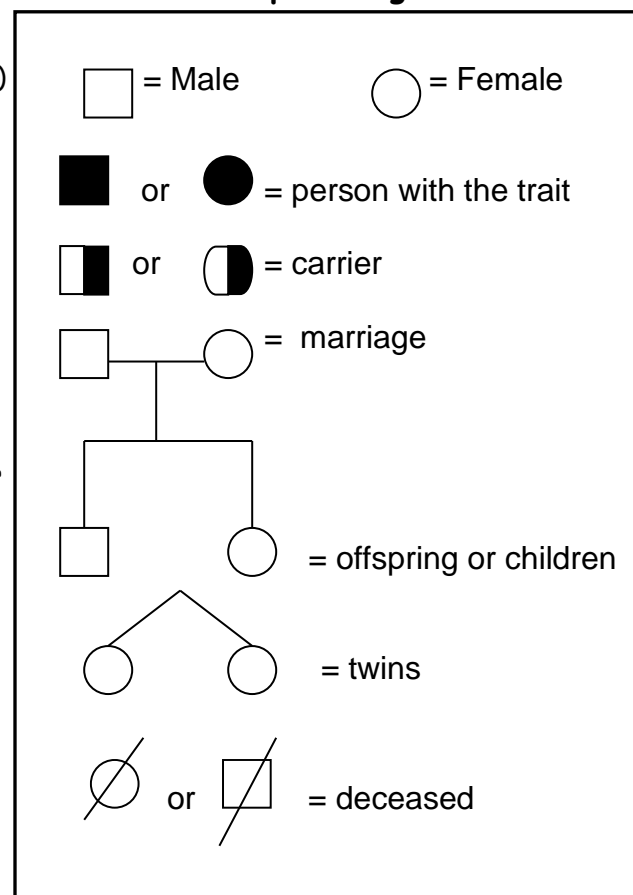 = Male = Female
or = person with the trait
or = carrier
= marriage
= offspring or children
= twins
or = deceased